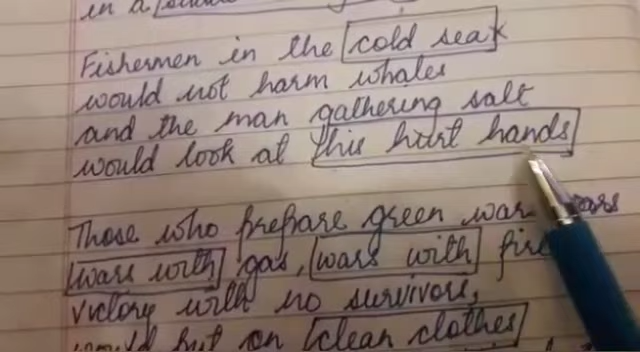 in a
Fishermen in the cold sea
would not harm whales
and the man gathering salt
would look at this hurt hands
Those who prepare green wars
wars with gas, wars with fire
victory with no survivors,
would put on clean clothes